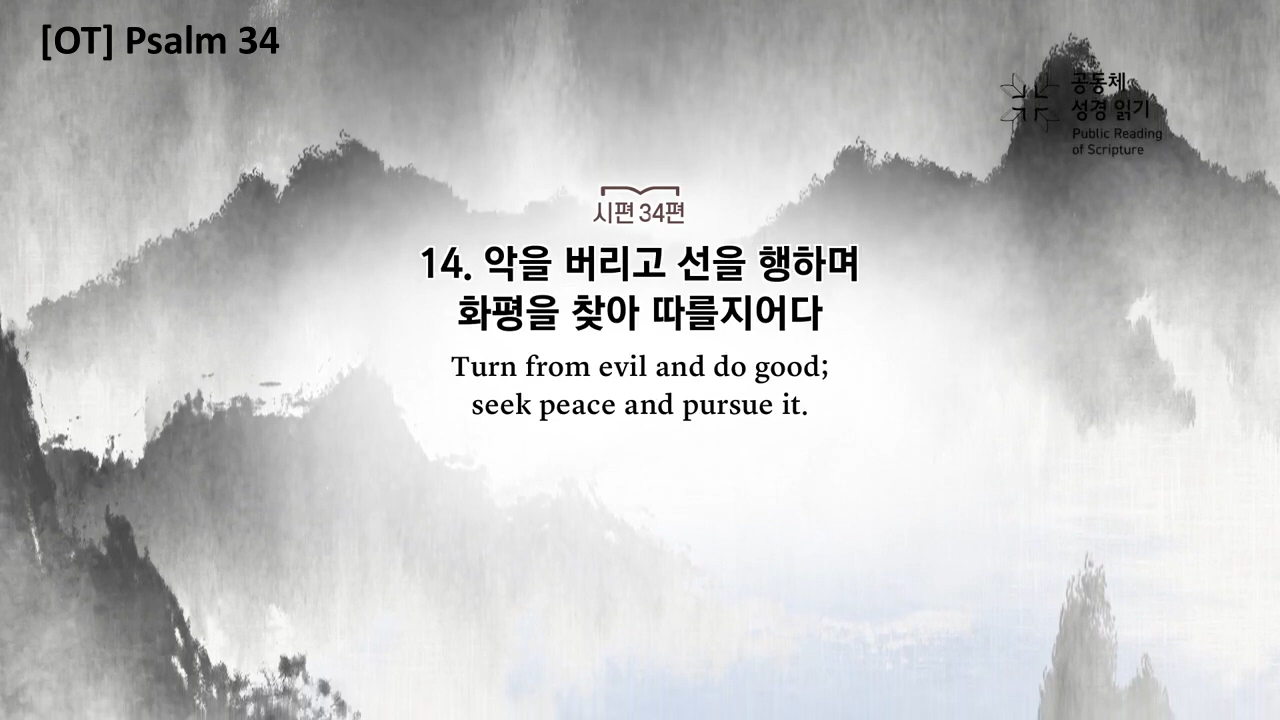 [OT] Psalm 34
공동체
성경 읽기
Public Reading
of Scripture
시편 34편
14. 악을 버리고 선을 행하며
화평을 찾아 따를지어다
Turn from evil and do good;
seek peace and pursue it.